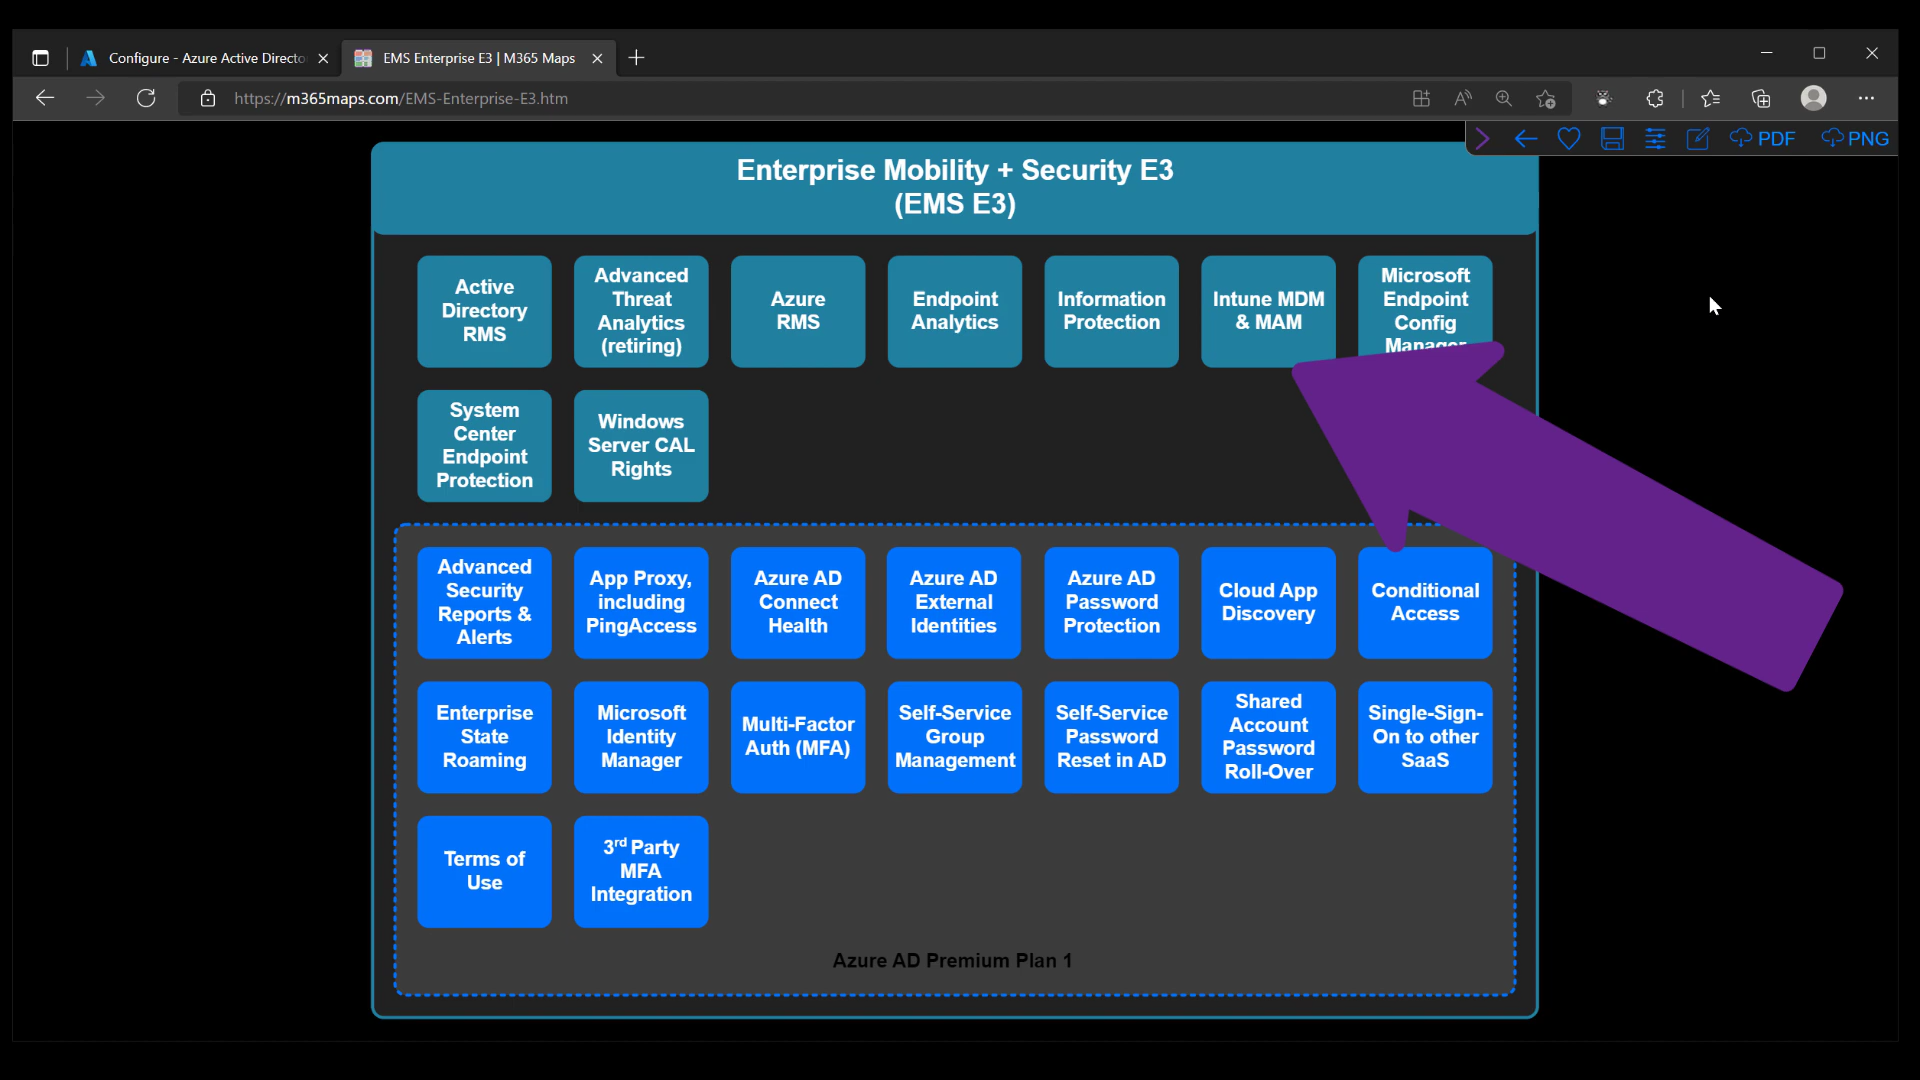 Configure - Azure Active Directo
EMS Enterprise E3 | M365 Maps
https://m365maps.com/EMS-Enterprise-E3.htm
PDF
PNG
Enterprise Mobility + Security E3
(EMS E3)
Active
Directory
RMS
Advanced
Threat
Analytics
(retiring)
Azure
RMS
Endpoint
Analytics
Information
Protection
Intune MDM
& MAM
Microsoft
Endpoint
Config
Manager
System
Center
Endpoint
Protection
Windows
Server CAL
Rights
Advanced
Security
Reports &
Alerts
App Proxy,
including
PingAccess
Azure AD
Connect
Health
Azure AD
External
Identities
Azure AD
Password
Protection
Cloud App
Discovery
Conditional
Access
Enterprise
State
Roaming
Microsoft
Identity
Manager
Multi-Factor
Auth (MFA)
Self-Service
Group
Management
Self-Service
Password
Reset in AD
Shared
Account
Password
Roll-Over
Single-Sign-
On to other
SaaS
Terms of
Use
3rd Party
MFA
Integration
Azure AD Premium Plan 1